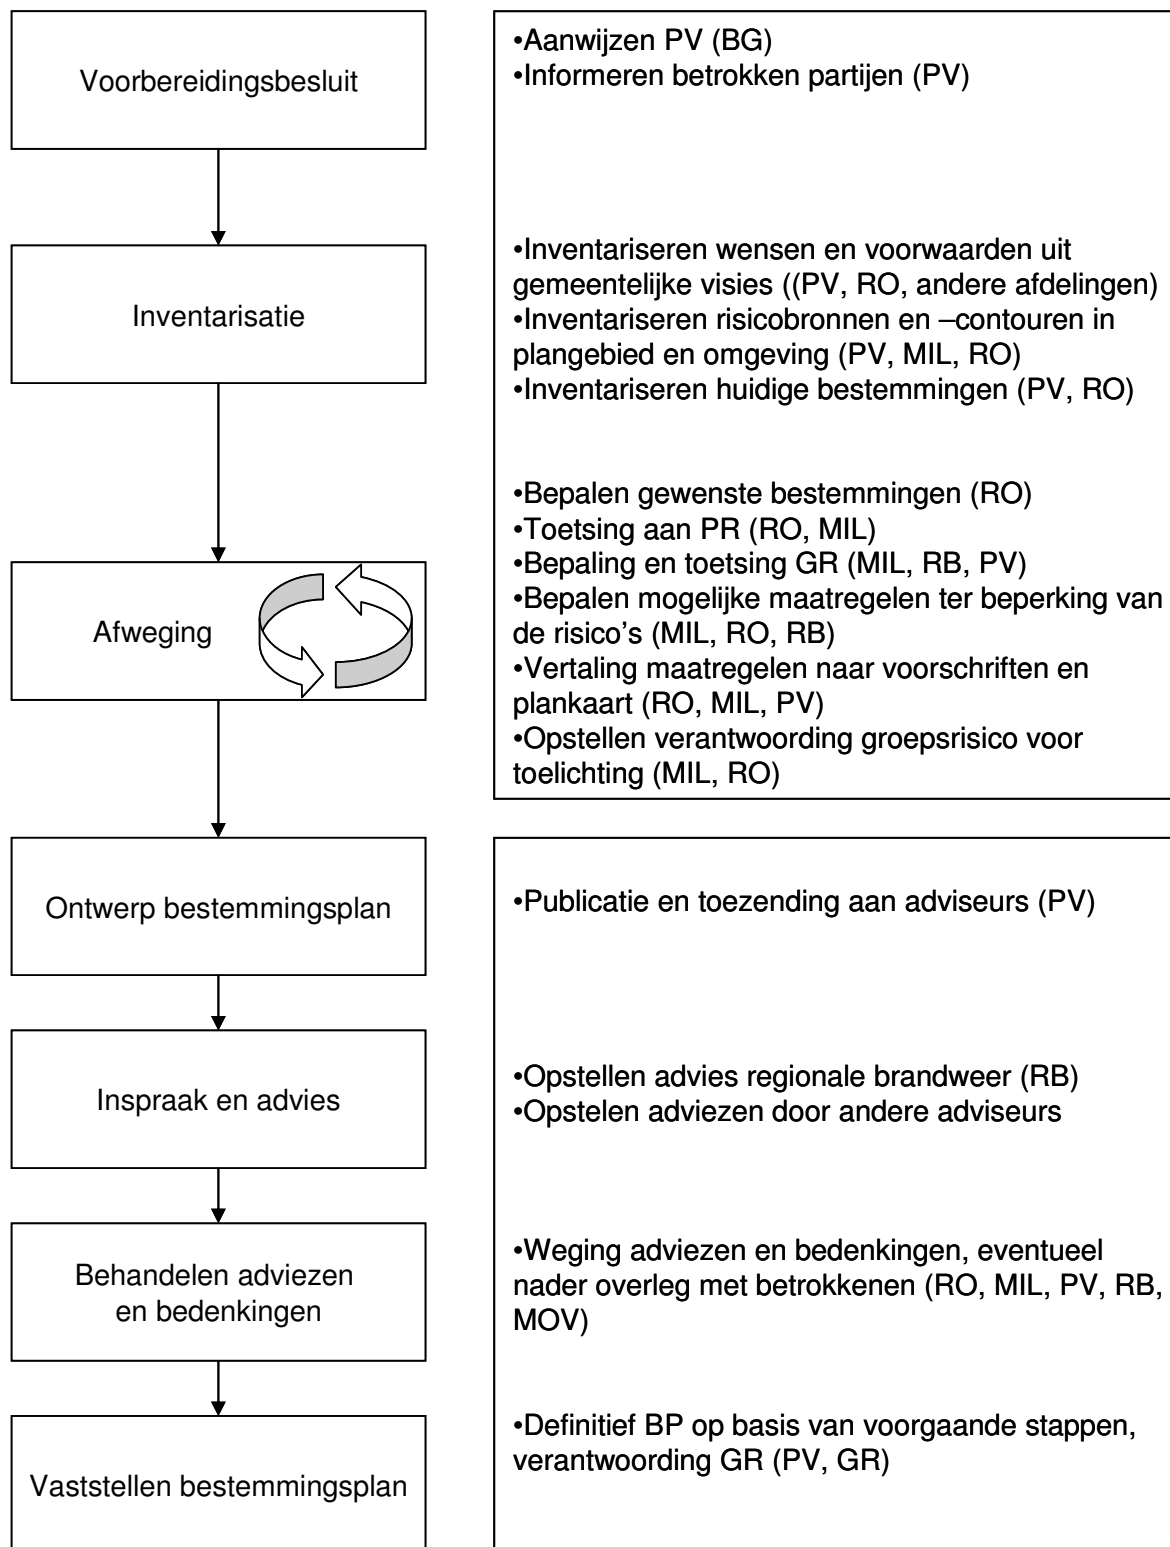 Voorbereidingsbesluit
•Aanwijzen PV (BG)
•Informeren betrokken partijen (PV)
Inventarisatie
•Inventariseren wensen en voorwaarden uit
gemeentelijke visies ((PV, RO, andere afdelingen)
•Inventariseren risicobronnen en –contouren in
plangebied en omgeving (PV, MIL, RO)
•Inventariseren huidige bestemmingen (PV, RO)
Afweging
•Bepalen gewenste bestemmingen (RO)
•Toetsing aan PR (RO, MIL)
•Bepaling en toetsing GR (MIL, RB, PV)
•Bepalen mogelijke maatregelen ter beperking van
de risico's (MIL, RO, RB)
•Vertaling maatregelen naar voorschriften en
plankaart (RO, MIL, PV)
•Opstellen verantwoording groepsrisico voor
toelichting (MIL, RO)
Ontwerp bestemmingsplan
•Publicatie en toezending aan adviseurs (PV)
Inspraak en advies
•Opstellen advies regionale brandweer (RB)
•Opstelen adviezen door andere adviseurs
Behandelen adviezen
en bedenkingen
•Weging adviezen en bedenkingen, eventueel
nader overleg met betrokkenen (RO, MIL, PV, RB,
MOV)
Vaststellen bestemmingsplan
•Definitief BP op basis van voorgaande stappen,
verantwoording GR (PV, GR)